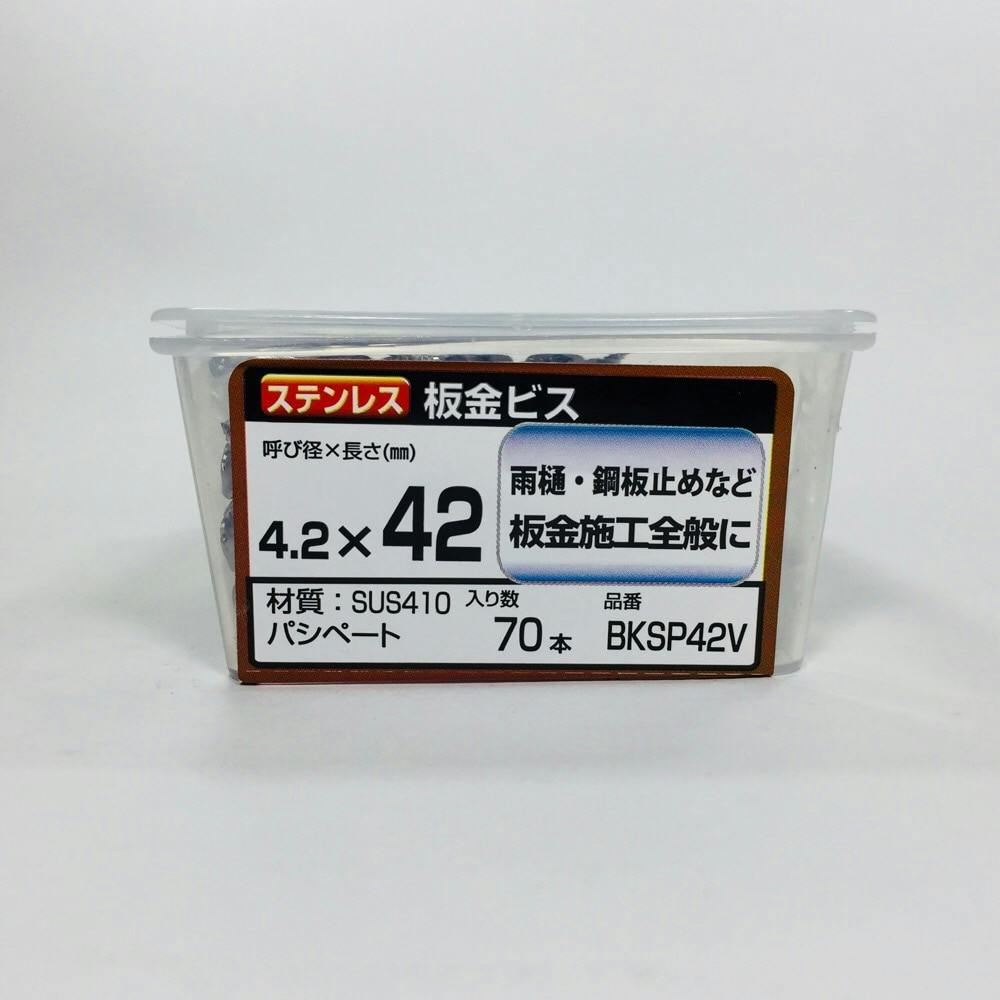 ステンレス 板金ビス
呼び径×長さ(㎜)
4.2×42
雨樋・鋼板止めなど
板金施工全般に
材質：SUS410
パシペート
入り数
70本
品番
BKSP42V